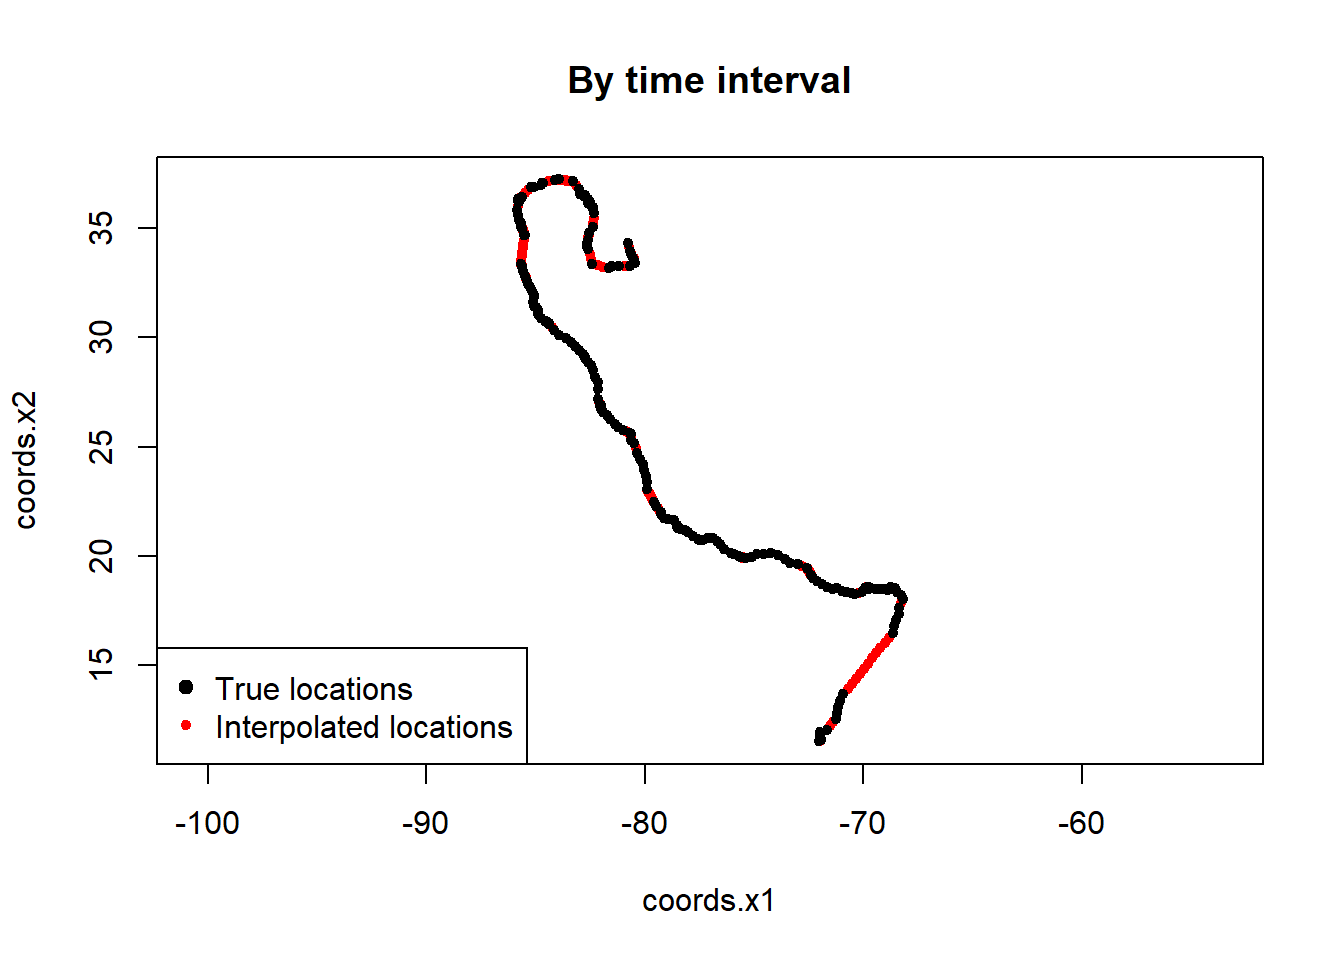 By time interval
coords.x2
35
30
25
20
15
True locations
Interpolated locations
-100 -90 -80 -70 -60
coords.x1